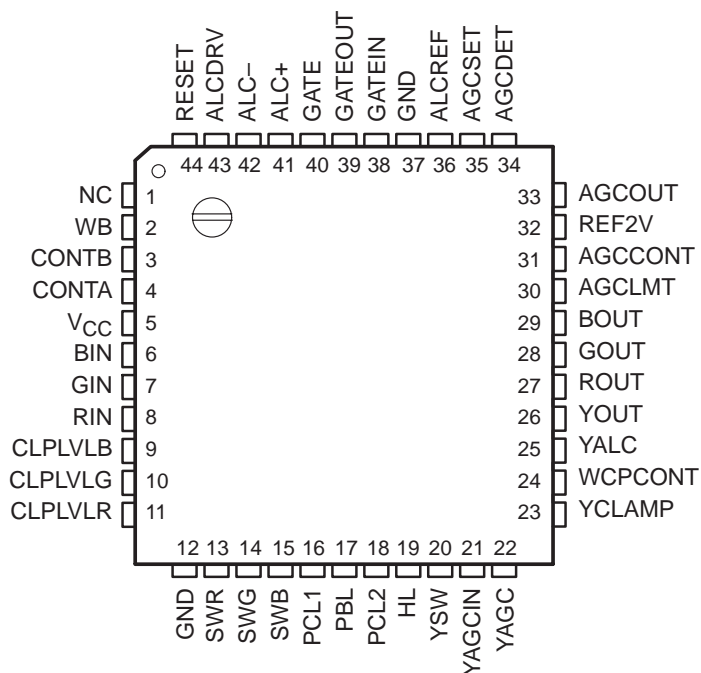 RESET
ALCDRV
ALC–
ALC+
GATE
GATEOUT
GATEIN
GND
ALCREF
AGCSET
AGCDET
44 43 42 41 40 39 38 37 36 35 34
NC 1
WB 2
CONTB 3
CONTA 4
VCC 5
BIN 6
GIN 7
RIN 8
CLPLVLB 9
CLPLVLG 10
CLPLVLR 11
33 AGCOUT
32 REF2V
31 AGCCONT
30 AGCLMT
29 BOUT
28 GOUT
27 ROUT
26 YOUT
25 YALC
24 WCPCONT
23 YCLAMP
12 13 14 15 16 17 18 19 20 21 22
GND
SWR
SWG
SWB
PCL1
PBL
PCL2
HL
YSW
YAGCIN
YAGC